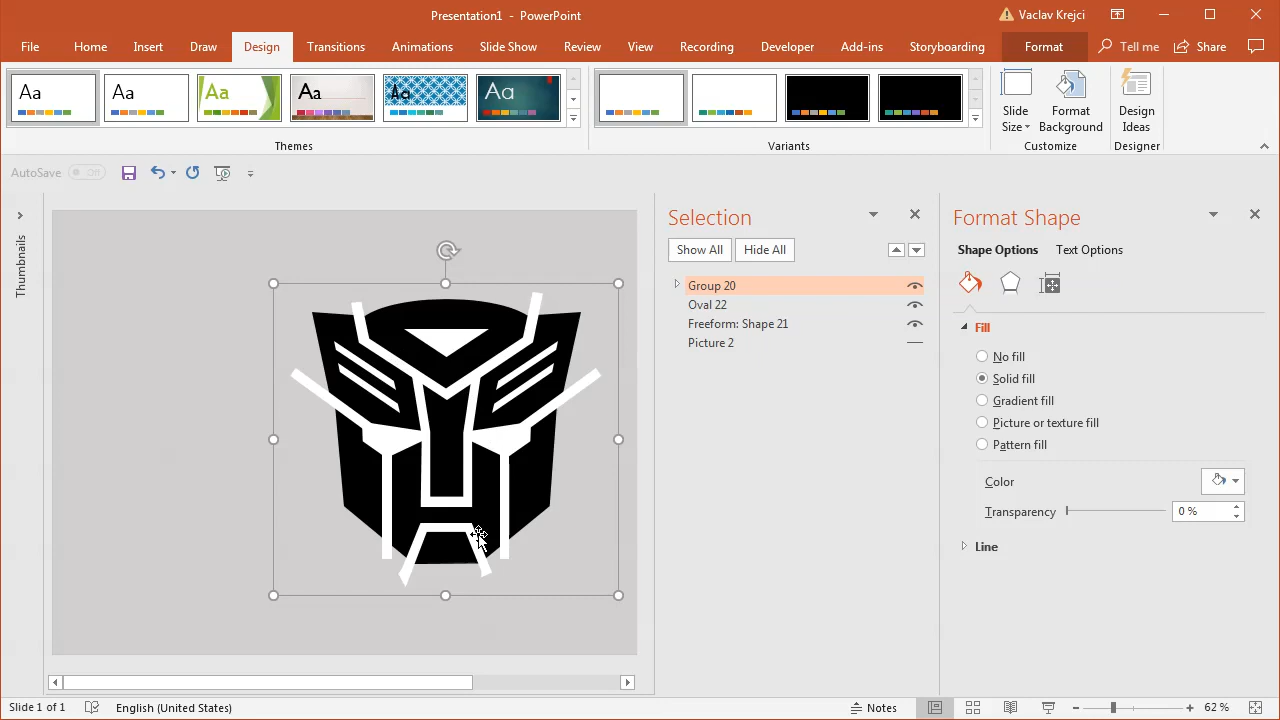 Presentation1 - PowerPoint
Vaclav Krejci
File Home Insert Draw Design Transitions Animations Slide Show Review View Recording Developer Add-ins Storyboarding Format Tell me Share
Aa Aa Aa Aa Aa Aa
Slide Size
Format Background
Design Ideas
Themes Variants Customize Designer
AutoSave Off
Thumbnails
Selection
Show All Hide All
Group 20
Oval 22
Freeform: Shape 21
Picture 2
Format Shape
Shape Options Text Options
Fill
No fill
Solid fill
Gradient fill
Picture or texture fill
Pattern fill
Color
Transparency 0 %
Line
Slide 1 of 1 English (United States) Notes 62 %